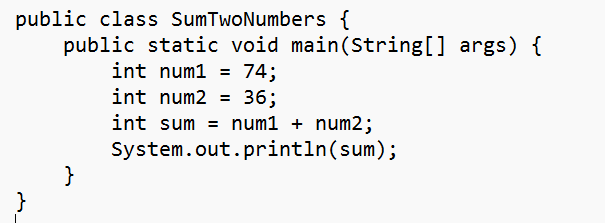 public class SumTwoNumbers {
    public static void main(String[] args) {
        int num1 = 74;
        int num2 = 36;
        int sum = num1 + num2;
        System.out.println(sum);
    }
}